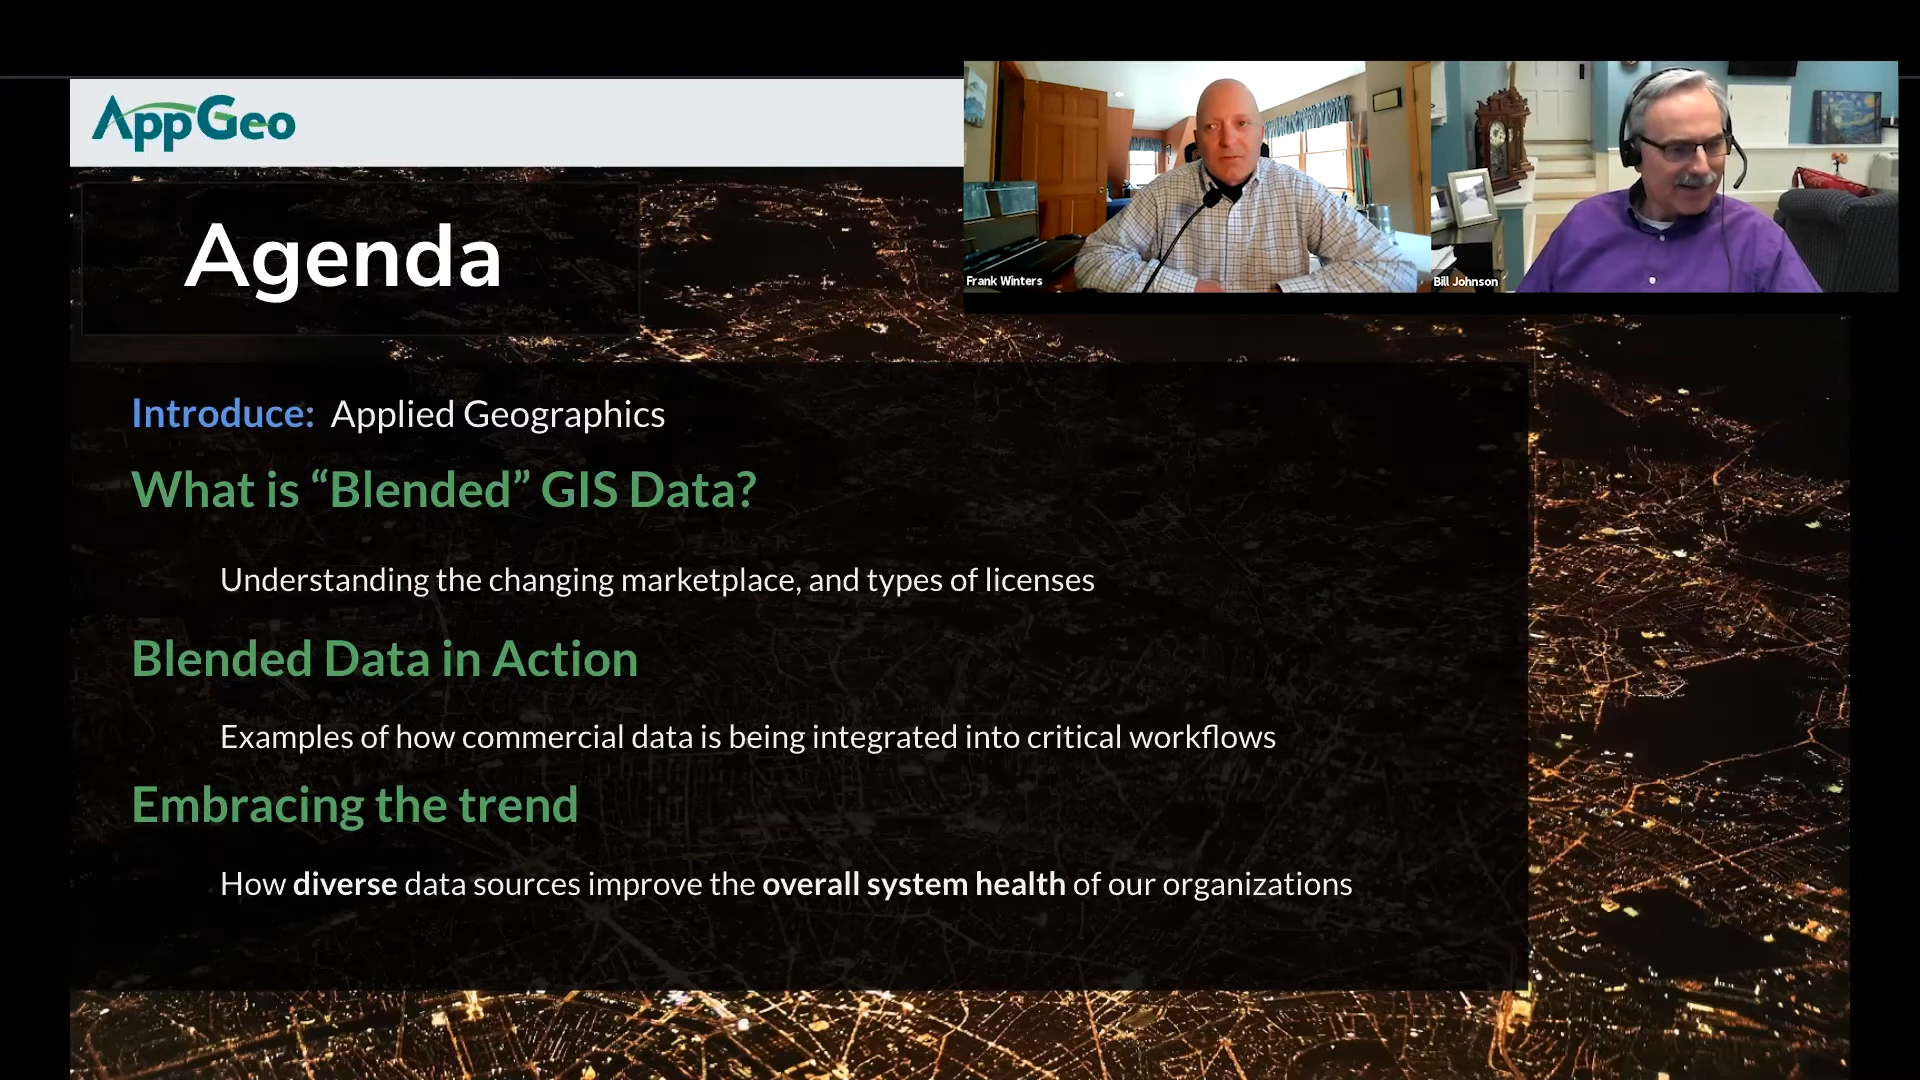 AppGeo
Agenda
Frank Winters
Bill Johnson
Introduce: Applied Geographics
What is “Blended” GIS Data?
Understanding the changing marketplace, and types of licenses
Blended Data in Action
Examples of how commercial data is being integrated into critical workflows
Embracing the trend
How diverse data sources improve the overall system health of our organizations